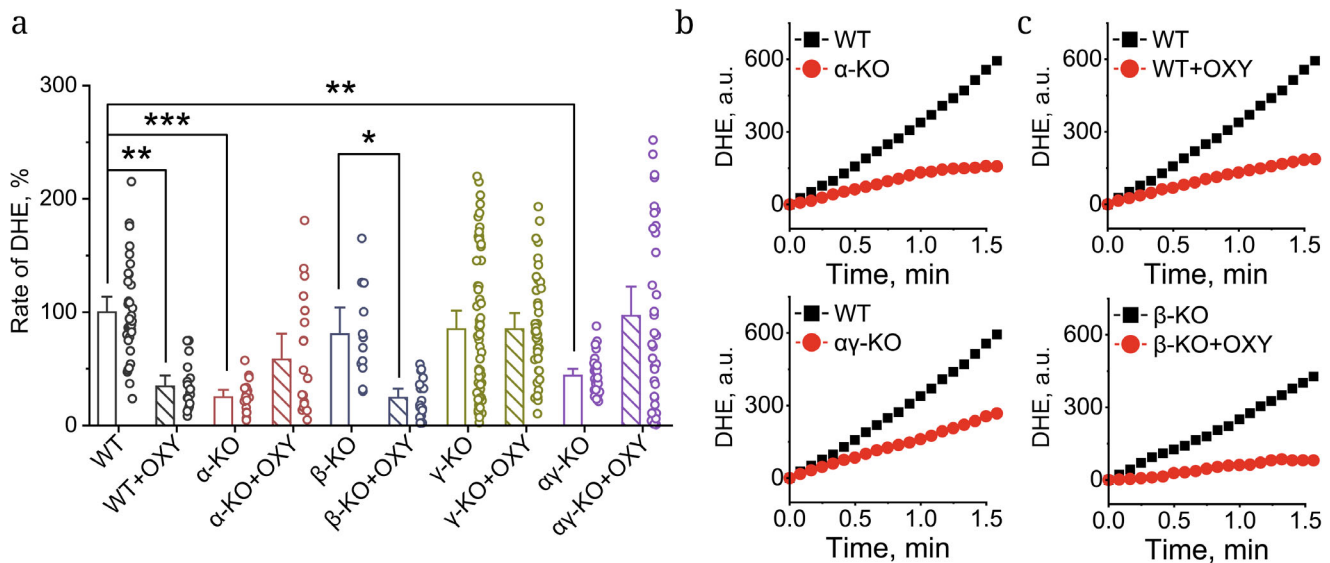 a
Rate of DHE, %
300
200
100
0
***
**
**
*
WT
WT+OXY
α-KO
α-KO+OXY
β-KO
β-KO+OXY
γ-KO
γ-KO+OXY
αγ-KO
αγ-KO+OXY
b
WT
α-KO
DHE, a.u.
600
300
0
0.0 0.5 1.0 1.5
Time, min
WT
αγ-KO
DHE, a.u.
600
300
0
0.0 0.5 1.0 1.5
Time, min
c
WT
WT+OXY
DHE, a.u.
600
300
0
0.0 0.5 1.0 1.5
Time, min
β-KO
β-KO+OXY
DHE, a.u.
600
300
0
0.0 0.5 1.0 1.5
Time, min